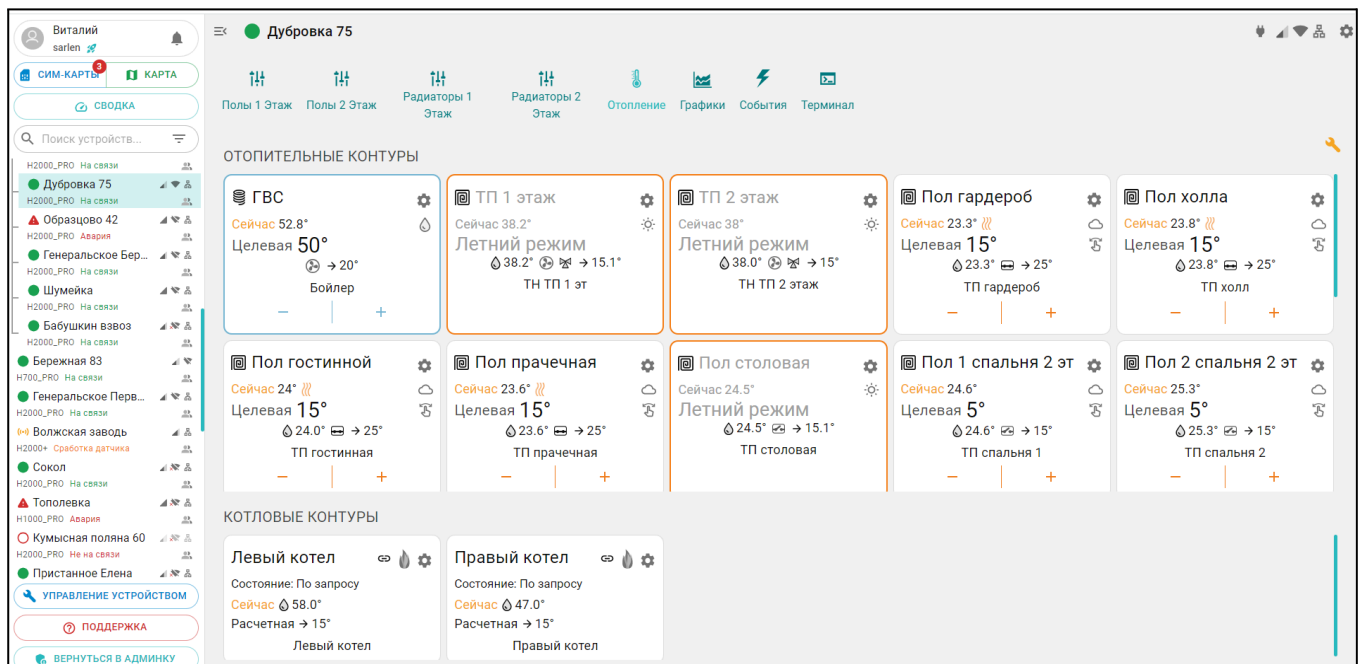 Виталий
sarlen
СИМ-КАРТЫ 3 КАРТА
СВОДКА
Поиск устройств...
H2000_PRO На связи
Дубровка 75
H2000_PRO На связи
Образцово 42
H2000_PRO Авария
Генеральское Бер...
H2000_PRO На связи
Шумейка
H2000_PRO На связи
Бабушкин взвоз
H2000_PRO На связи
Бережная 83
H700_PRO На связи
Генеральское Перв...
H2000_PRO На связи
Волжская заводь
H2000+ Сработка датчика
Сокол
H2000_PRO На связи
Тополевка
H1000_PRO Авария
Кумысная поляна 60
H2000_PRO Не на связи
Пристанное Елена
УПРАВЛЕНИЕ УСТРОЙСТВОМ
ПОДДЕРЖКА
ВЕРНУТЬСЯ В АДМИНКУ
Дубровка 75
Полы 1 Этаж
Полы 2 Этаж
Радиаторы 1
Этаж
Радиаторы 2
Этаж
Отопление
Графики
События
Терминал
ОТОПИТЕЛЬНЫЕ КОНТУРЫ
ГВС
Сейчас 52.8°
Целевая 50°
→ 20°
Бойлер
− +
ТП 1 этаж
Сейчас 38.2°
Летний режим
38.2° → 15.1°
ТН ТП 1 эт
ТП 2 этаж
Сейчас 38°
Летний режим
38.0° → 15°
ТН ТП 2 этаж
Пол гардероб
Сейчас 23.3°
Целевая 15°
23.3° → 25°
ТП гардероб
− +
Пол холла
Сейчас 23.8°
Целевая 15°
23.8° → 25°
ТП холл
− +
Пол гостинной
Сейчас 24°
Целевая 15°
24.0° → 25°
ТП гостинная
− +
Пол прачечная
Сейчас 23.6°
Целевая 15°
23.6° → 25°
ТП прачечная
− +
Пол столовая
Сейчас 24.5°
Летний режим
24.5° → 15.1°
ТП столовая
Пол 1 спальня 2 эт
Сейчас 24.6°
Целевая 5°
24.6° → 15°
ТП спальня 1
− +
Пол 2 спальня 2 эт
Сейчас 25.3°
Целевая 5°
25.3° → 15°
ТП спальня 2
− +
КОТЛОВЫЕ КОНТУРЫ
Левый котел
Состояние: По запросу
Сейчас 58.0°
Расчетная → 15°
Левый котел
Правый котел
Состояние: По запросу
Сейчас 47.0°
Расчетная → 15°
Правый котел